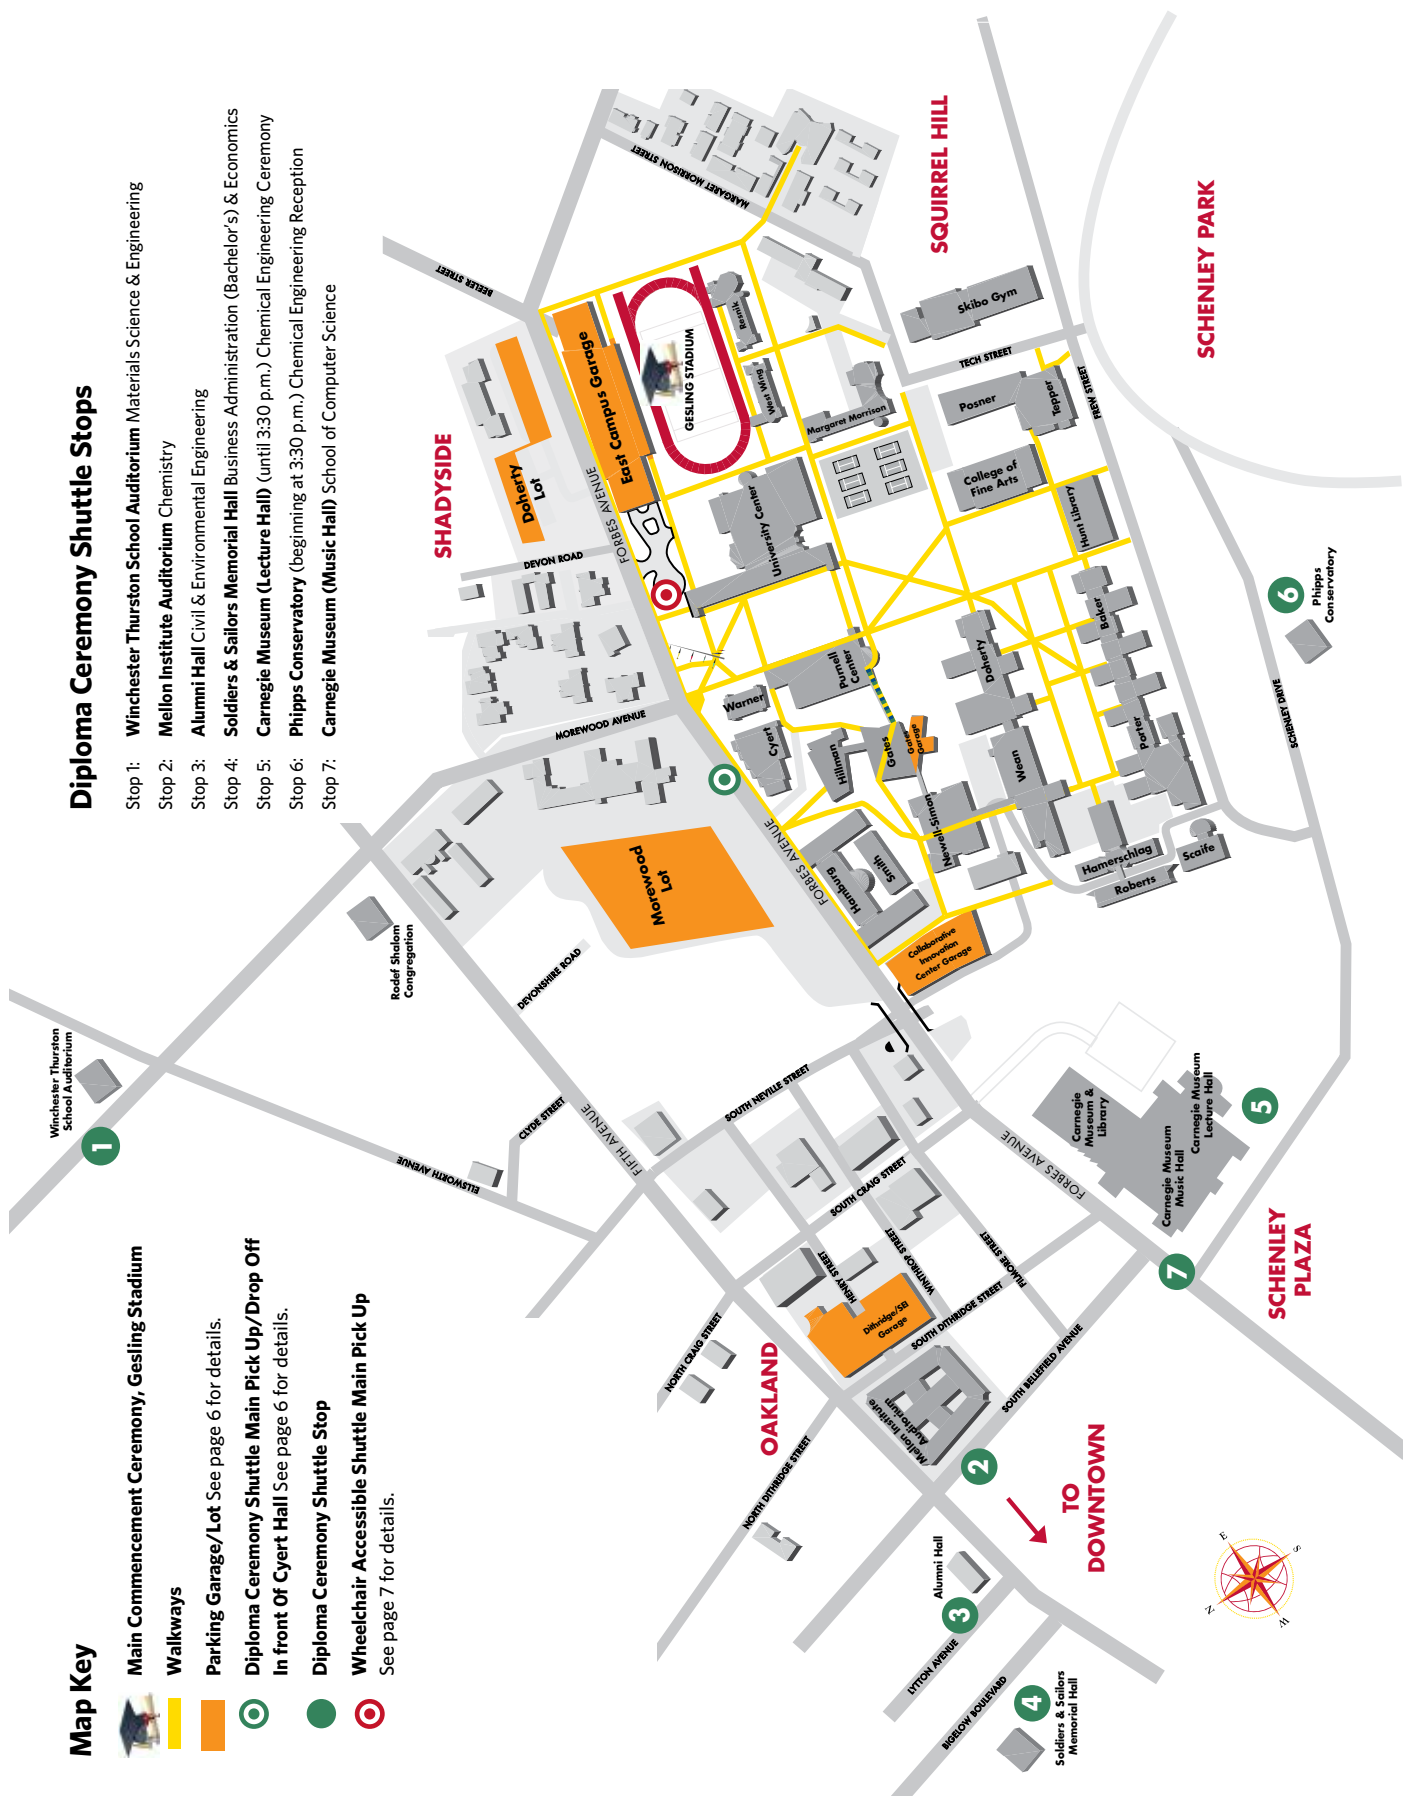 Diploma Ceremony Shuttle Stops
Stop 1: Winchester Thurston School Auditorium Materials Science & Engineering
Stop 2: Mellon Institute Auditorium Chemistry
Stop 3: Alumni Hall Civil & Environmental Engineering
Stop 4: Soldiers & Sailors Memorial Hall Business Administration (Bachelor's) & Economics
Stop 5: Carnegie Museum (Lecture Hall) (until 3:30 p.m.) Chemical Engineering Ceremony
Stop 6: Phipps Conservatory (beginning at 3:30 p.m.) Chemical Engineering Reception
Stop 7: Carnegie Museum (Music Hall) School of Computer Science
Map Key
Main Commencement Ceremony, Gesling Stadium
Walkways
Parking Garage/Lot See page 6 for details.
Diploma Ceremony Shuttle Main Pick Up/Drop Off
In front Of Cyert Hall See page 6 for details.
Diploma Ceremony Shuttle Stop
Wheelchair Accessible Shuttle Main Pick Up
See page 7 for details.
Winchester Thurston
School Auditorium
1
ELLSWORTH AVENUE
CLYDE STREET
FIFTH AVENUE
Rodef Shalom
Congregation
DEVONSHIRE ROAD
MOREWOOD AVENUE
Morewood
Lot
SHADYSIDE
DEVON ROAD
Doherty
Lot
BEELER STREET
FORBES AVENUE
East Campus Garage
GESLING STADIUM
MARGARET MORRISON STREET
SQUIRREL HILL
Resnik
West Wing
Margaret Morrison
Skibo Gym
TECH STREET
Posner
Tepper
FREW STREET
College of
Fine Arts
Hunt Library
University Center
Purnell
Center
Warner
Cyert
Hillman
Gates
Gates
Garage
Doherty
Baker
Porter
Wean
Newell-Simon
Hamburg
Smith
Hamerschlag
Roberts
Scaife
FORBES AVENUE
Collaborative
Innovation
Center Garage
SCHENLEY PARK
SCHENLEY DRIVE
6
Phipps
Conservatory
SOUTH NEVILLE STREET
SOUTH CRAIG STREET
HENRY STREET
WINTHROP STREET
FILMORE STREET
SOUTH DITHRIDGE STREET
SOUTH BELLEFIELD AVENUE
FORBES AVENUE
Carnegie
Museum &
Library
Carnegie Museum
Lecture Hall
Carnegie Museum
Music Hall
5
7
SCHENLEY
PLAZA
NORTH CRAIG STREET
OAKLAND
Dithridge/SEI
Garage
Mellon Institute
Auditorium
2
NORTH DITHRIDGE STREET
TO
DOWNTOWN
Alumni Hall
3
LYTTON AVENUE
BIGELOW BOULEVARD
4
Soldiers & Sailors
Memorial Hall
N
E
S
W